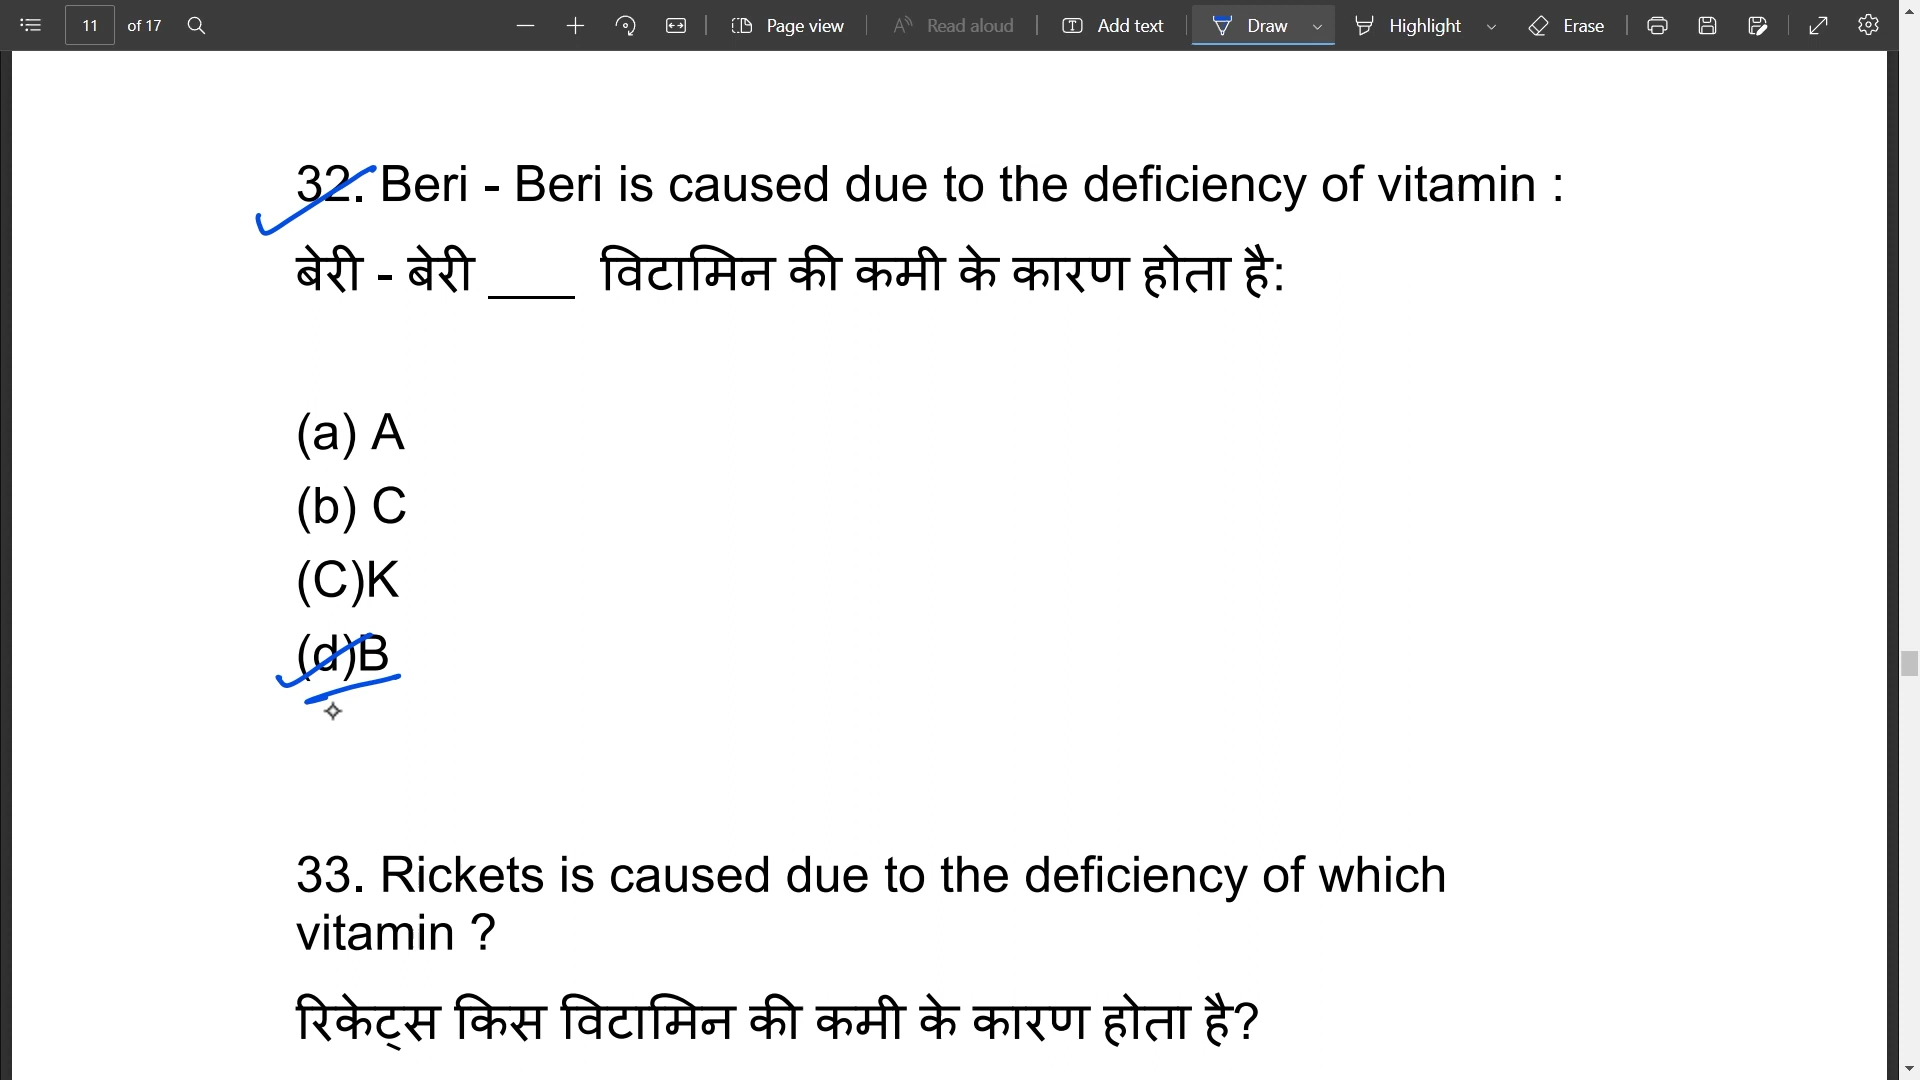 11 of 17 Page view Read aloud Add text Draw Highlight Erase
32. Beri - Beri is caused due to the deficiency of vitamin :
बेरी - बेरी ____ विटामिन की कमी के कारण होता है:
(a) A
(b) C
(C)K
(d)B
33. Rickets is caused due to the deficiency of which
vitamin ?
रिकेट्स किस विटामिन की कमी के कारण होता है?